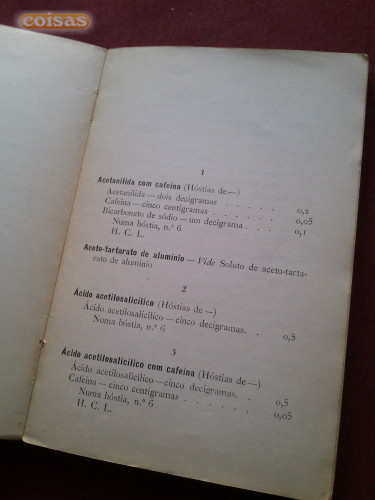 coisas
1
Acetanilida com cafeína (Hóstias de—)
Acetanilida — dois decigramas . . . . . 0,2
Cafeína — cinco centigramas . . . . . . 0,05
Bicarbonato de sódio — um decigrama . . 0,1
Numa hóstia, n.º 6
H. C. L.
Aceto-tartarato de alumínio — Vide Soluto de aceto-tarta-
rato de alumínio
2
Ácido acetilosalicílico (Hóstias de—)
Ácido acetilosalicílico — cinco decigramas. . 0,5
Numa hóstia, n.º 6
3
Ácido acetilosalicílico com cafeína (Hóstias de—)
Ácido acetilosalicílico — cinco decigramas. . 0,5
Cafeína — cinco centigramas . . . . . 0,05
Numa hóstia, n.º 6
H. C. L.